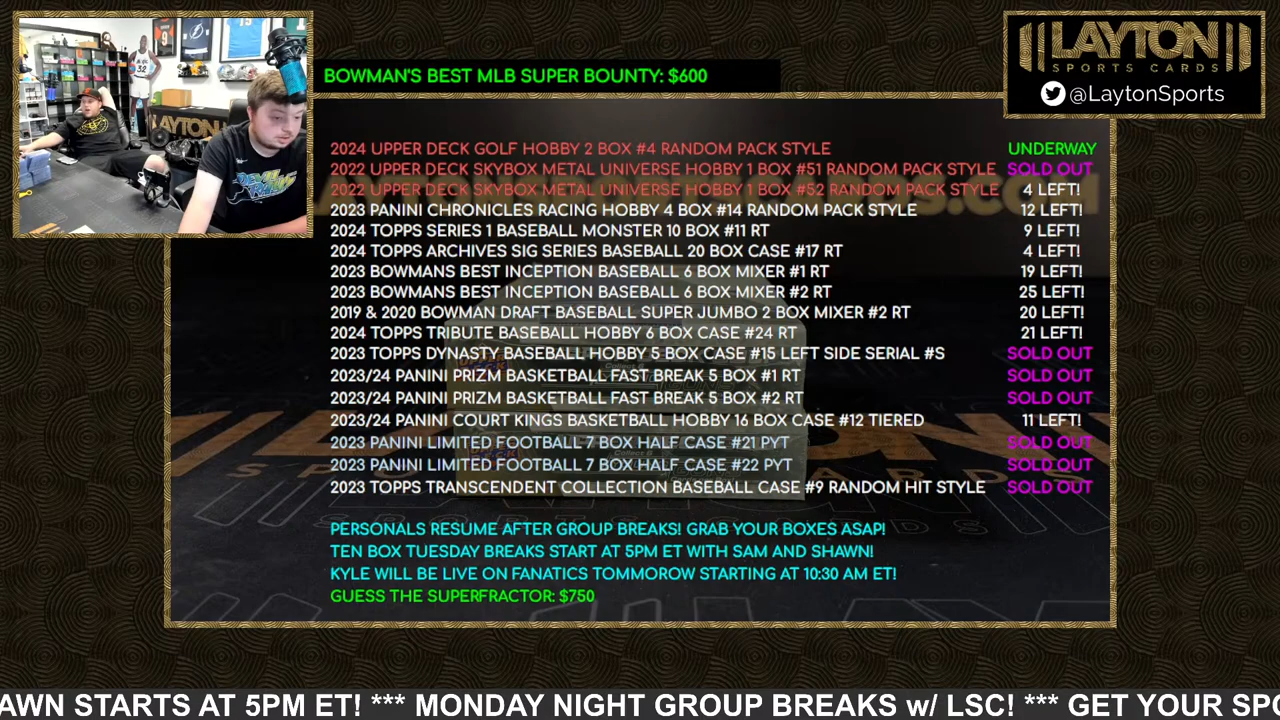 BOWMAN'S BEST MLB SUPER BOUNTY: $600
LAYTON
SPORTS CARDS
@LaytonSports
2024 UPPER DECK GOLF HOBBY 2 BOX #4 RANDOM PACK STYLE UNDERWAY
2022 UPPER DECK SKYBOX METAL UNIVERSE HOBBY 1 BOX #51 RANDOM PACK STYLE SOLD OUT
2022 UPPER DECK SKYBOX METAL UNIVERSE HOBBY 1 BOX #52 RANDOM PACK STYLE 4 LEFT!
2023 PANINI CHRONICLES RACING HOBBY 4 BOX #14 RANDOM PACK STYLE 12 LEFT!
2024 TOPPS SERIES 1 BASEBALL MONSTER 10 BOX #11 RT 9 LEFT!
2024 TOPPS ARCHIVES SIG SERIES BASEBALL 20 BOX CASE #17 RT 4 LEFT!
2023 BOWMANS BEST INCEPTION BASEBALL 6 BOX MIXER #1 RT 19 LEFT!
2023 BOWMANS BEST INCEPTION BASEBALL 6 BOX MIXER #2 RT 25 LEFT!
2019 & 2020 BOWMAN DRAFT BASEBALL SUPER JUMBO 2 BOX MIXER #2 RT 20 LEFT!
2024 TOPPS TRIBUTE BASEBALL HOBBY 6 BOX CASE #24 RT 21 LEFT!
2023 TOPPS DYNASTY BASEBALL HOBBY 5 BOX CASE #15 LEFT SIDE SERIAL #S SOLD OUT
2023/24 PANINI PRIZM BASKETBALL FAST BREAK 5 BOX #1 RT SOLD OUT
2023/24 PANINI PRIZM BASKETBALL FAST BREAK 5 BOX #2 RT SOLD OUT
2023/24 PANINI COURT KINGS BASKETBALL HOBBY 16 BOX CASE #12 TIERED 11 LEFT!
2023 PANINI LIMITED FOOTBALL 7 BOX HALF CASE #21 PYT SOLD OUT
2023 PANINI LIMITED FOOTBALL 7 BOX HALF CASE #22 PYT SOLD OUT
2023 TOPPS TRANSCENDENT COLLECTION BASEBALL CASE #9 RANDOM HIT STYLE SOLD OUT
PERSONALS RESUME AFTER GROUP BREAKS! GRAB YOUR BOXES ASAP!
TEN BOX TUESDAY BREAKS START AT 5PM ET WITH SAM AND SHAWN!
KYLE WILL BE LIVE ON FANATICS TOMMOROW STARTING AT 10:30 AM ET!
GUESS THE SUPERFRACTOR: $750
AWN STARTS AT 5PM ET! *** MONDAY NIGHT GROUP BREAKS w/ LSC! *** GET YOUR SPO